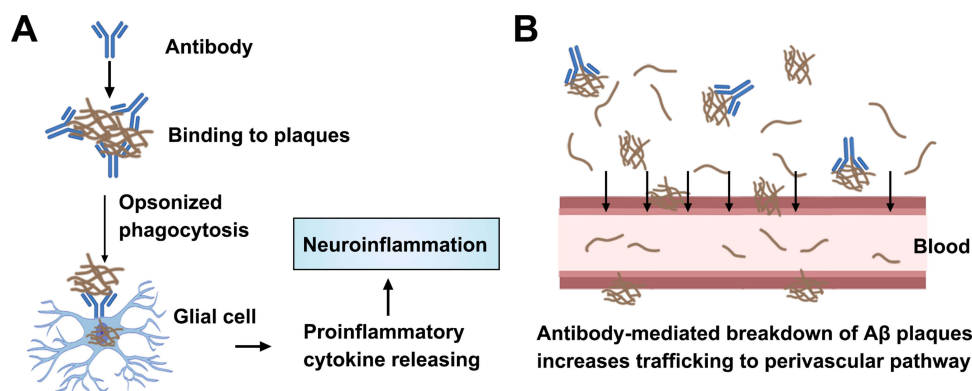 A
Antibody
Binding to plaques
Opsonized
phagocytosis
Glial cell
Proinflammatory
cytokine releasing
Neuroinflammation
B
Blood
Antibody-mediated breakdown of Aβ plaques
increases trafficking to perivascular pathway